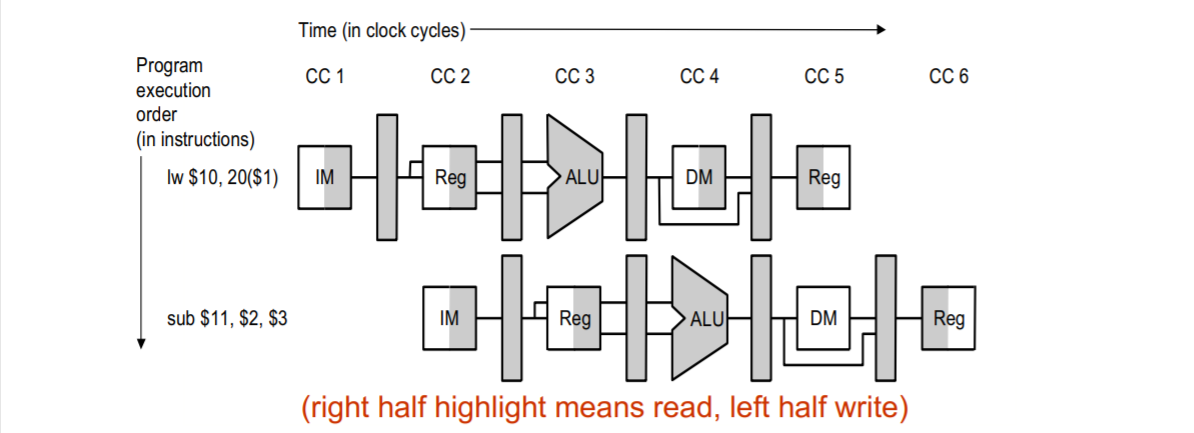 Time (in clock cycles)
Program
execution
order
(in instructions)
CC 1 CC 2 CC 3 CC 4 CC 5 CC 6
lw $10, 20($1) IM Reg ALU DM Reg
sub $11, $2, $3 IM Reg ALU DM Reg
(right half highlight means read, left half write)